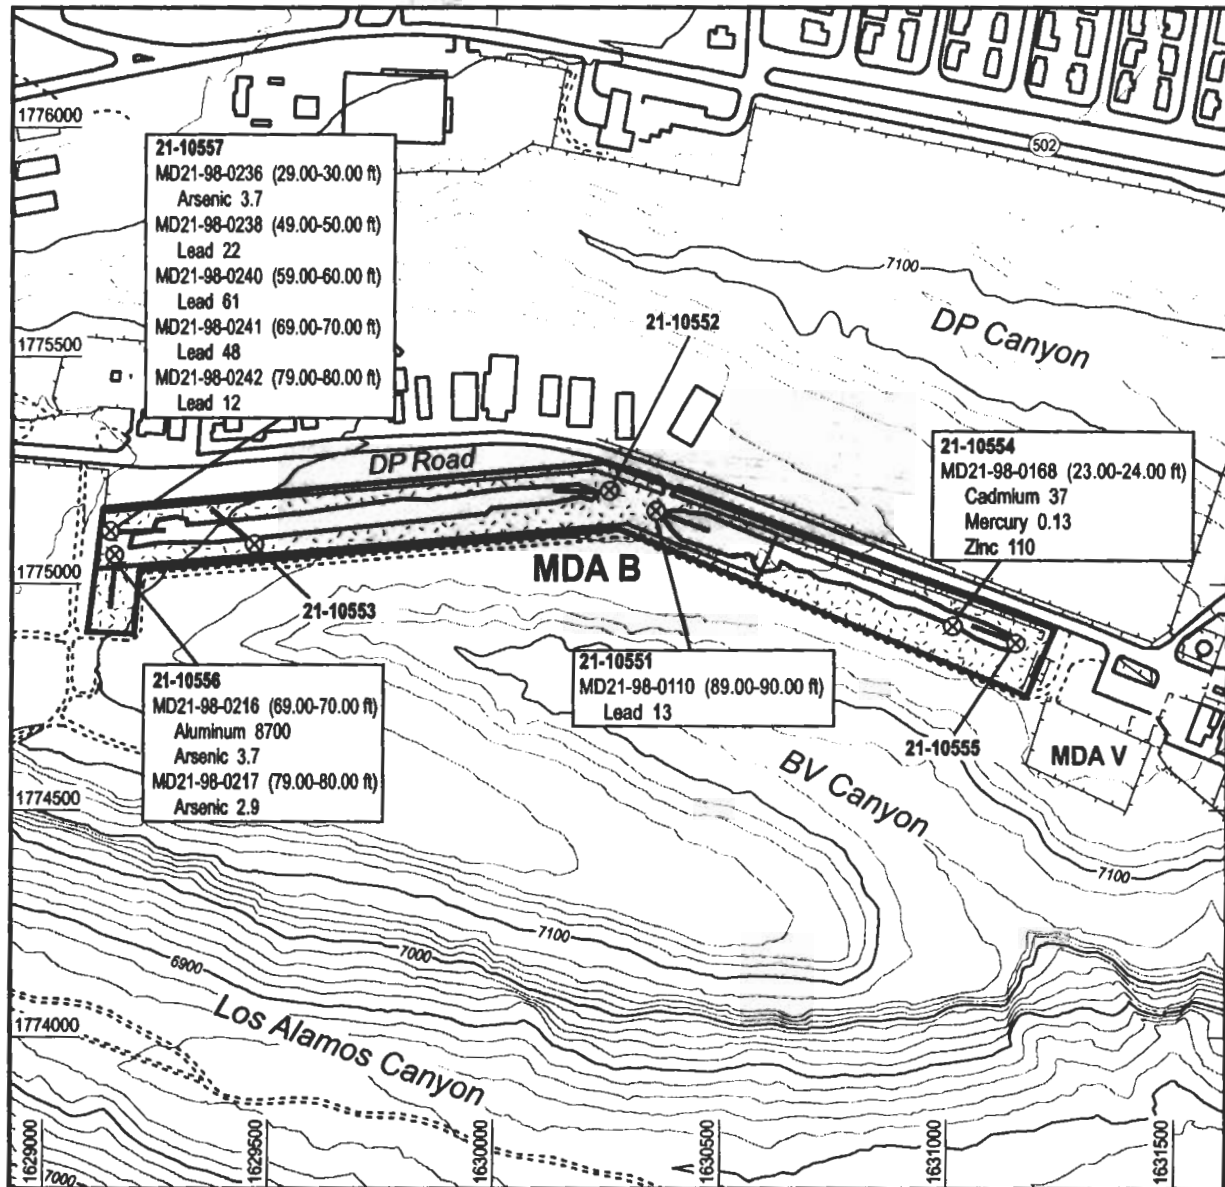 1776000
502
21-10557
MD21-98-0236 (29.00-30.00 ft)
Arsenic 3.7
MD21-98-0238 (49.00-50.00 ft)
Lead 22
MD21-98-0240 (59.00-60.00 ft)
Lead 61
MD21-98-0241 (69.00-70.00 ft)
Lead 48
MD21-98-0242 (79.00-80.00 ft)
Lead 12
7100
DP Canyon
21-10552
1775500
DP Road
21-10554
MD21-98-0168 (23.00-24.00 ft)
Cadmium 37
Mercury 0.13
Zinc 110
MDA B
1775000
21-10553
21-10556
MD21-98-0216 (69.00-70.00 ft)
Aluminum 8700
Arsenic 3.7
MD21-98-0217 (79.00-80.00 ft)
Arsenic 2.9
21-10551
MD21-98-0110 (89.00-90.00 ft)
Lead 13
21-10555
MDA V
BV Canyon
1774500
7100
7100
7000
6900
Los Alamos Canyon
1774000
1629000
1629500
1630000
1630500
1631000
1631500
7000